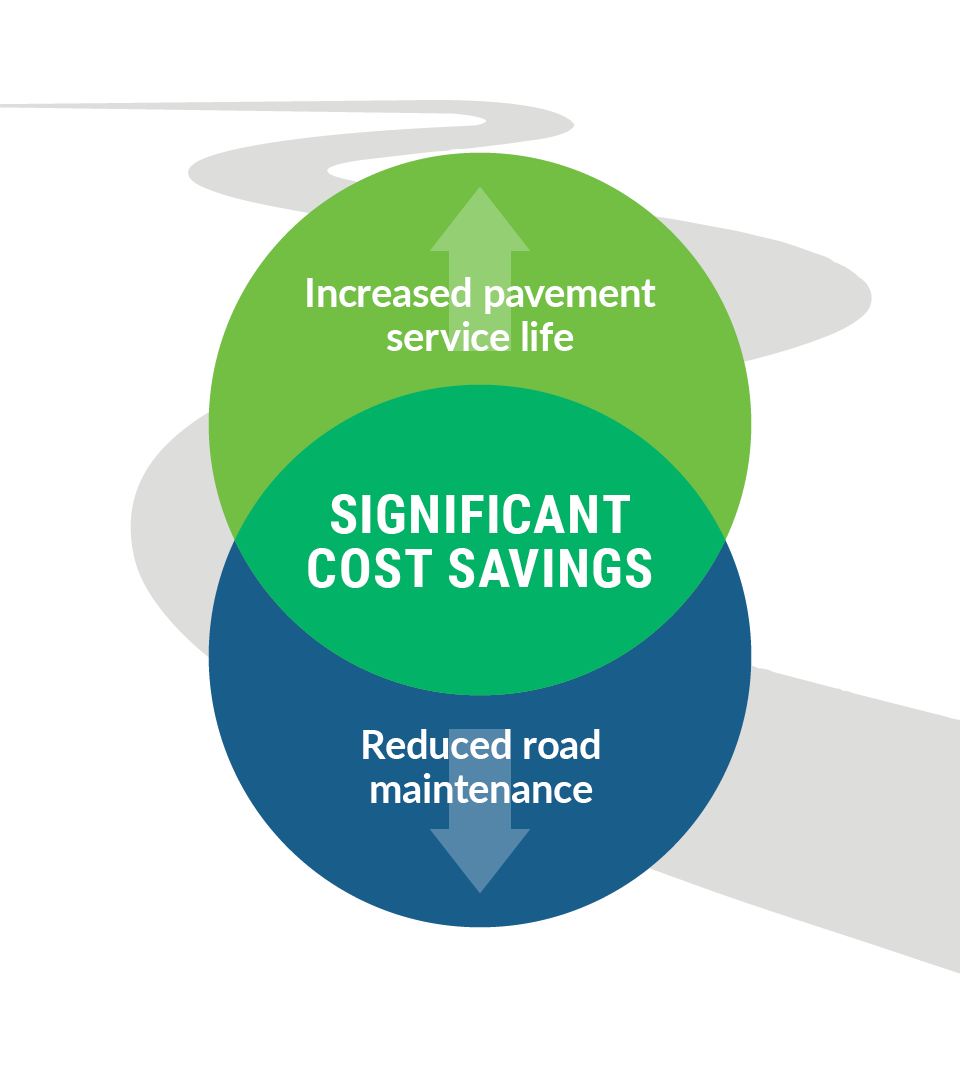 Increased pavement
service life
SIGNIFICANT
COST SAVINGS
Reduced road
maintenance